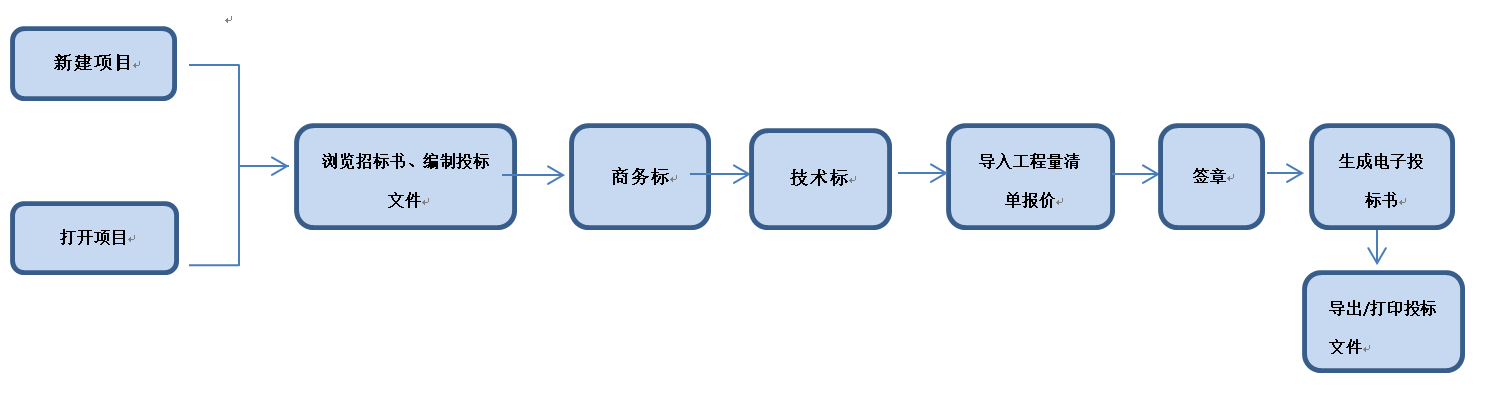 新建项目
打开项目
浏览招标书、编制投标
文件
商务标
技术标
导入工程量清
单报价
签章
生成电子投
标书
导出/打印投标
文件